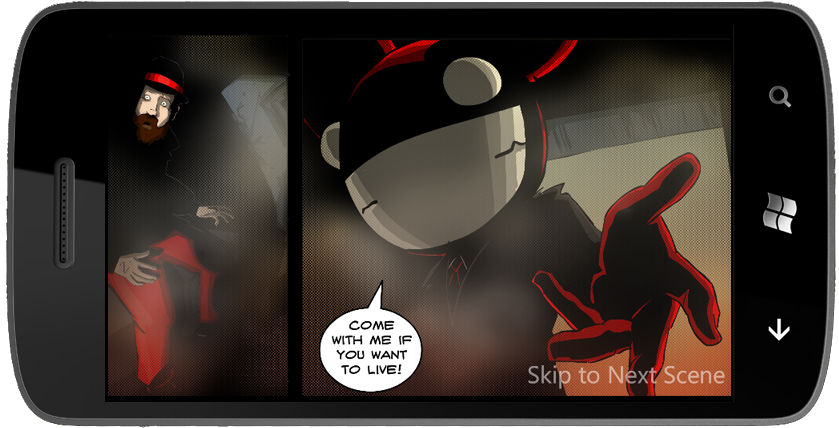 COME
WITH ME IF
YOU WANT
TO LIVE!
Skip to Next Scene